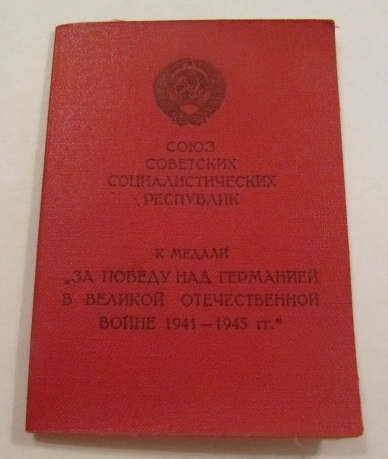 СОЮЗ
СОВЕТСКИХ
СОЦИАЛИСТИЧЕСКИХ
РЕСПУБЛИК
К МЕДАЛИ
„ЗА ПОБЕДУ НАД ГЕРМАНИЕЙ
В ВЕЛИКОЙ ОТЕЧЕСТВЕННОЙ
ВОЙНЕ 1941—1945 гг.“